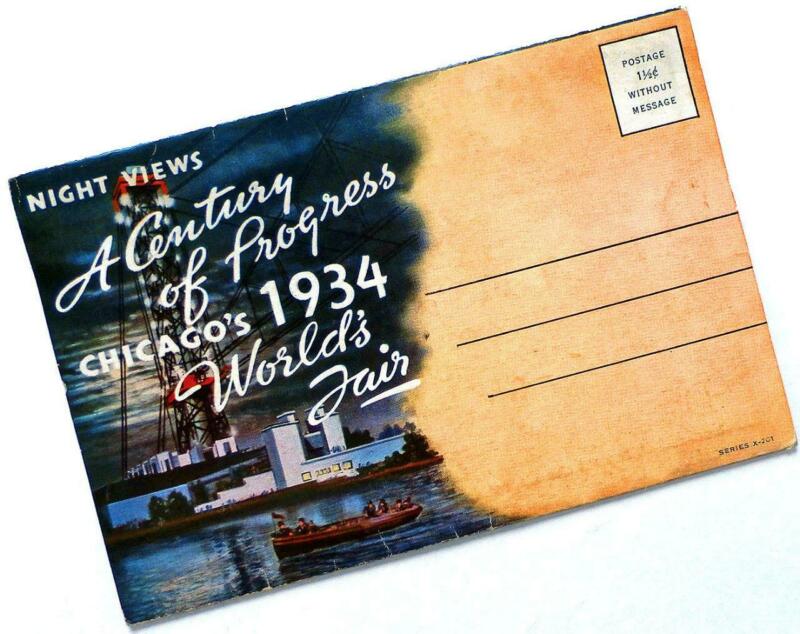 NIGHT VIEWS
A Century
of Progress
CHICAGO'S 1934
World's
Fair
POSTAGE
1½¢
WITHOUT
MESSAGE
SERIES X-201